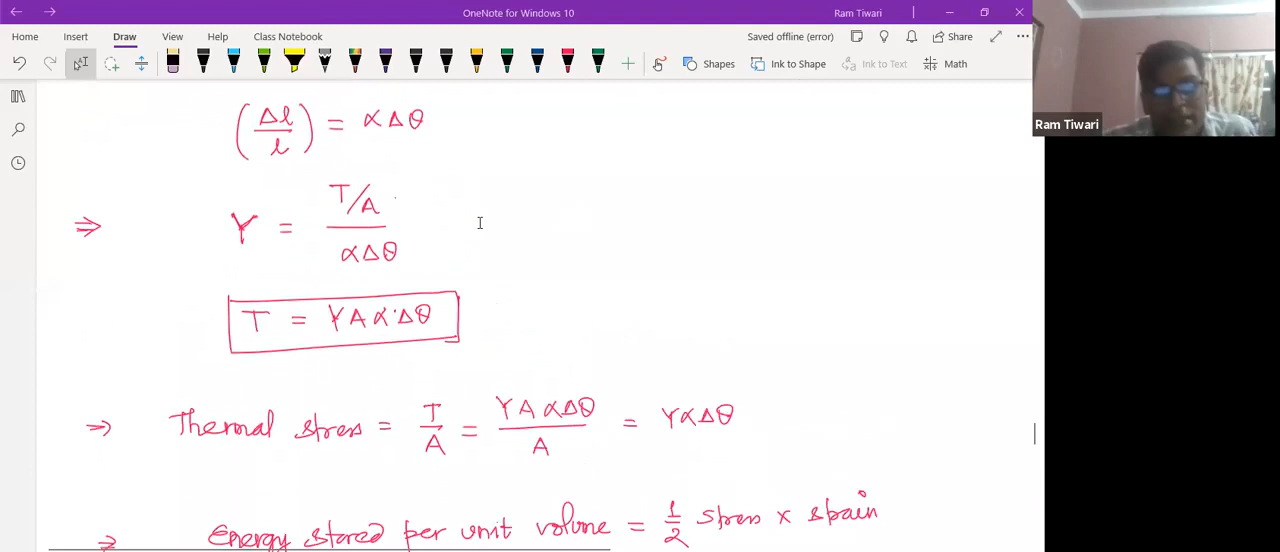 OneNote for Windows 10
Ram Tiwari
Home Insert Draw View Help Class Notebook
Saved offline (error) Share
Shapes Ink to Shape Ink to Text Math
Ram Tiwari
(Δl/l) = αΔθ
⇒ Y = (T/A)/(αΔθ)
T = YAα·Δθ
⇒ Thermal stress = T/A = YAαΔθ/A = YαΔθ
⇒ Energy stored per unit volume = 1/2 stress × strain